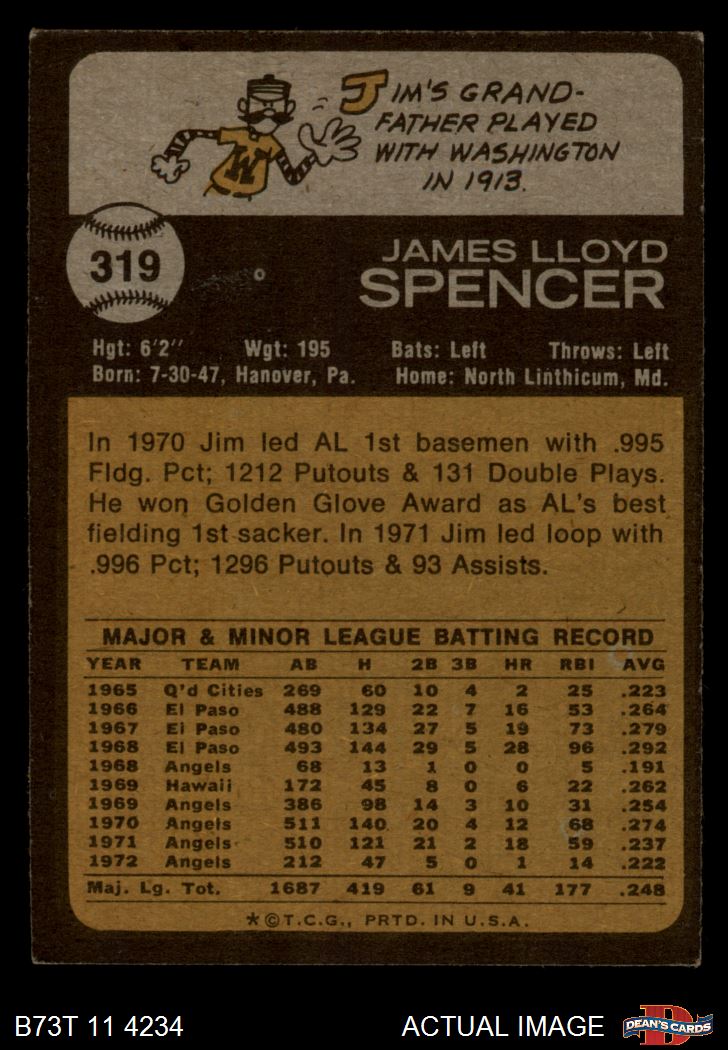 JIM'S GRAND-
FATHER PLAYED
WITH WASHINGTON
IN 1913.
W
319
JAMES LLOYD
SPENCER
Hgt: 6'2" Wgt: 195 Bats: Left Throws: Left
Born: 7-30-47, Hanover, Pa. Home: North Linthicum, Md.
In 1970 Jim led AL 1st basemen with .995
Fldg. Pct; 1212 Putouts & 131 Double Plays.
He won Golden Glove Award as AL's best
fielding 1st sacker. In 1971 Jim led loop with
.996 Pct; 1296 Putouts & 93 Assists.
MAJOR & MINOR LEAGUE BATTING RECORD
YEAR TEAM AB H 2B 3B HR RBI AVG
1965 Q'd Cities 269 60 10 4 2 25 .223
1966 El Paso 488 129 22 7 16 53 .264
1967 El Paso 480 134 27 5 19 73 .279
1968 El Paso 493 144 29 5 28 96 .292
1968 Angels 68 13 1 0 0 5 .191
1969 Hawaii 172 45 8 0 6 22 .262
1969 Angels 386 98 14 3 10 31 .254
1970 Angels 511 140 20 4 12 68 .274
1971 Angels 510 121 21 2 18 59 .237
1972 Angels 212 47 5 0 1 14 .222
Maj. Lg. Tot. 1687 419 61 9 41 177 .248
*©T.C.G., PRTD. IN U.S.A.
B73T 11 4234 ACTUAL IMAGE D DEAN'S CARDS